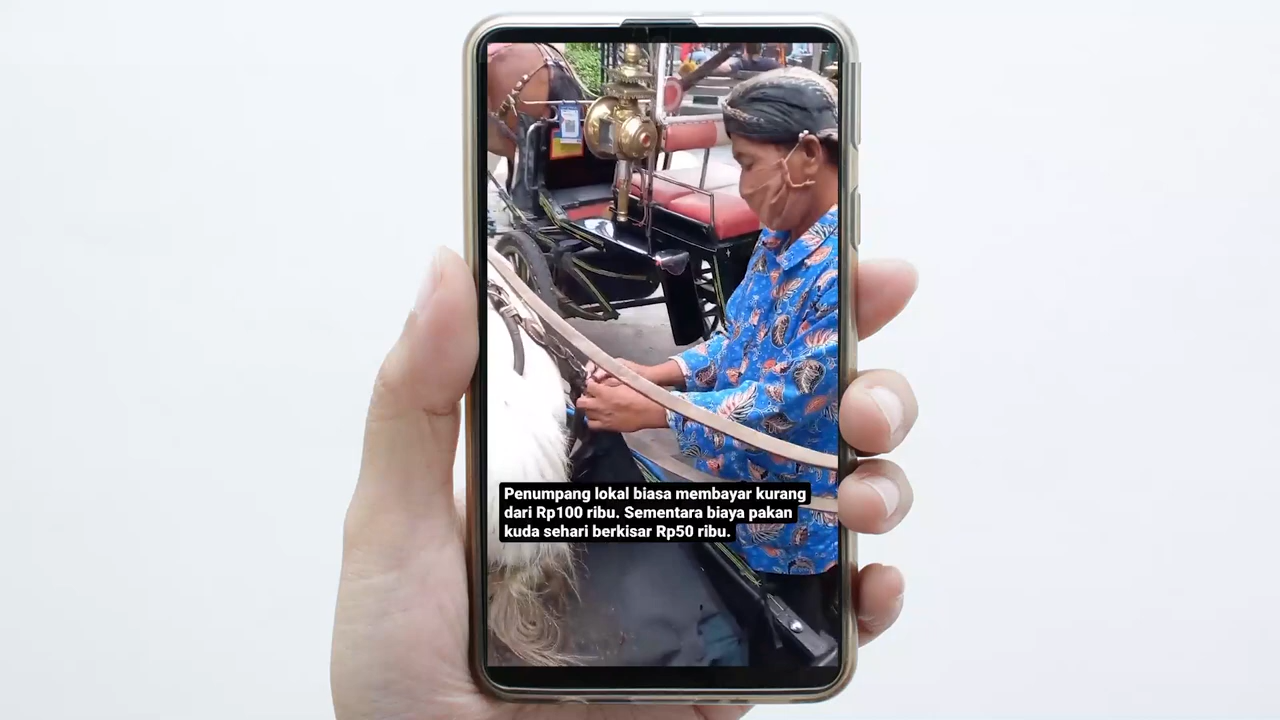 Penumpang lokal biasa membayar kurang
dari Rp100 ribu. Sementara biaya pakan
kuda sehari berkisar Rp50 ribu.